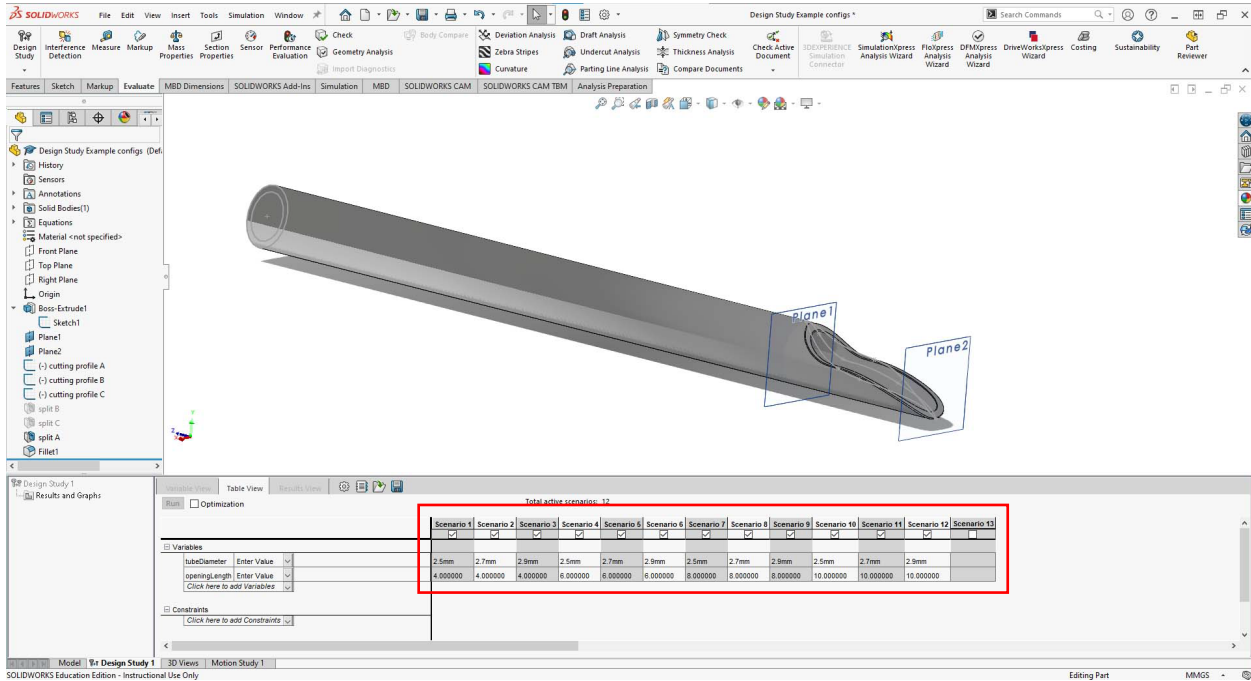 SOLIDWORKS File Edit View Insert Tools Simulation Window Design Study Example configs * Search Commands
Design Study Interference Detection Measure Markup Mass Properties Section Properties Sensor Performance Evaluation Check Geometry Analysis Import Diagnostics Body Compare Deviation Analysis Zebra Stripes Curvature Draft Analysis Undercut Analysis Parting Line Analysis Symmetry Check Thickness Analysis Compare Documents Check Active Document 3DEXPERIENCE Simulation Connector SimulationXpress Analysis Wizard FloXpress Analysis Wizard DFMXpress Analysis Wizard DriveWorksXpress Wizard Costing Sustainability Part Reviewer
Features Sketch Markup Evaluate MBD Dimensions SOLIDWORKS Add-Ins Simulation MBD SOLIDWORKS CAM SOLIDWORKS CAM TBM Analysis Preparation
Design Study Example configs (Def
History
Sensors
Annotations
Solid Bodies(1)
Equations
Material <not specified>
Front Plane
Top Plane
Right Plane
Origin
Boss-Extrude1
Sketch1
Plane1
Plane2
(-) cutting profile A
(-) cutting profile B
(-) cutting profile C
split B
split C
split A
Fillet1
Plane1
Plane2
Y
Z
X
Design Study 1
Results and Graphs
Variable View Table View Results View
Run Optimization Total active scenarios: 12
Scenario 1 Scenario 2 Scenario 3 Scenario 4 Scenario 5 Scenario 6 Scenario 7 Scenario 8 Scenario 9 Scenario 10 Scenario 11 Scenario 12 Scenario 13
Variables
tubeDiameter Enter Value 2.5mm 2.7mm 2.9mm 2.5mm 2.7mm 2.9mm 2.5mm 2.7mm 2.9mm 2.5mm 2.7mm 2.9mm
openingLength Enter Value 4.000000 4.000000 4.000000 6.000000 6.000000 6.000000 8.000000 8.000000 8.000000 10.000000 10.000000 10.000000
Click here to add Variables
Constraints
Click here to add Constraints
Model Design Study 1 3D Views Motion Study 1
SOLIDWORKS Education Edition - Instructional Use Only Editing Part MMGS